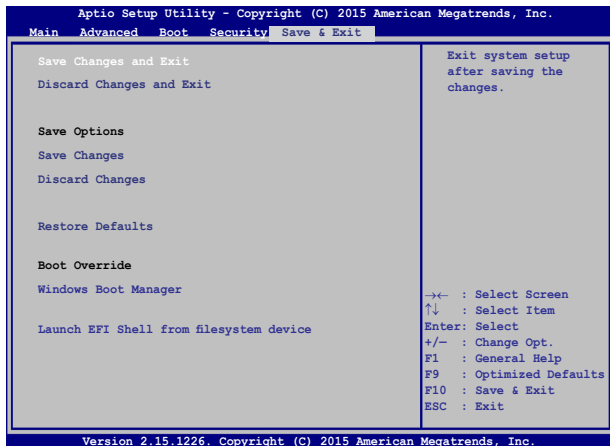 Aptio Setup Utility - Copyright (C) 2015 American Megatrends, Inc.
Main Advanced Boot Security Save & Exit
Save Changes and Exit
Discard Changes and Exit
Save Options
Save Changes
Discard Changes
Restore Defaults
Boot Override
Windows Boot Manager
Launch EFI Shell from filesystem device
Exit system setup
after saving the
changes.
→← : Select Screen
↑↓ : Select Item
Enter: Select
+/— : Change Opt.
F1 : General Help
F9 : Optimized Defaults
F10 : Save & Exit
ESC : Exit
Version 2.15.1226. Copyright (C) 2015 American Megatrends, Inc.